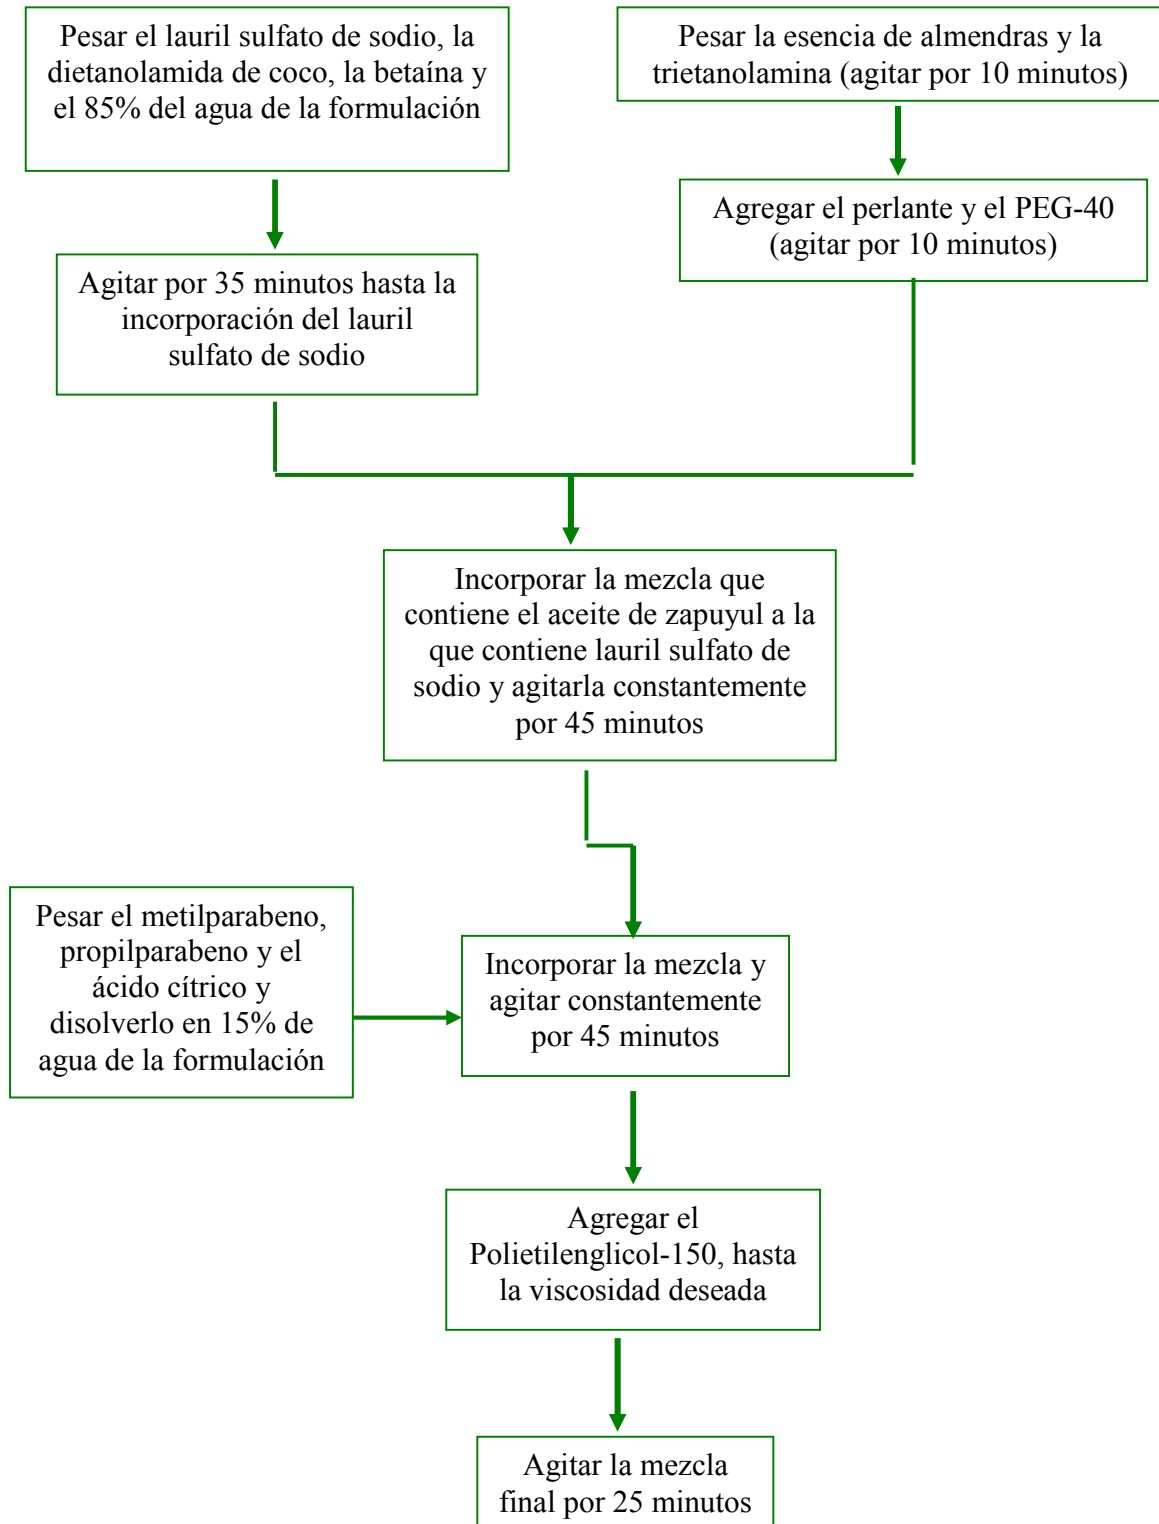 Pesar el lauril sulfato de sodio, la
dietanolamida de coco, la betaína y
el 85% del agua de la formulación
Pesar la esencia de almendras y la
trietanolamina (agitar por 10 minutos)
Agregar el perlante y el PEG-40
(agitar por 10 minutos)
Agitar por 35 minutos hasta la
incorporación del lauril
sulfato de sodio
Incorporar la mezcla que
contiene el aceite de zapuyul a la
que contiene lauril sulfato de
sodio y agitarla constantemente
por 45 minutos
Pesar el metilparabeno,
propilparabeno y el
ácido cítrico y
disolverlo en 15% de
agua de la formulación
Incorporar la mezcla y
agitar constantemente
por 45 minutos
Agregar el
Polietilenglicol-150, hasta
la viscosidad deseada
Agitar la mezcla
final por 25 minutos